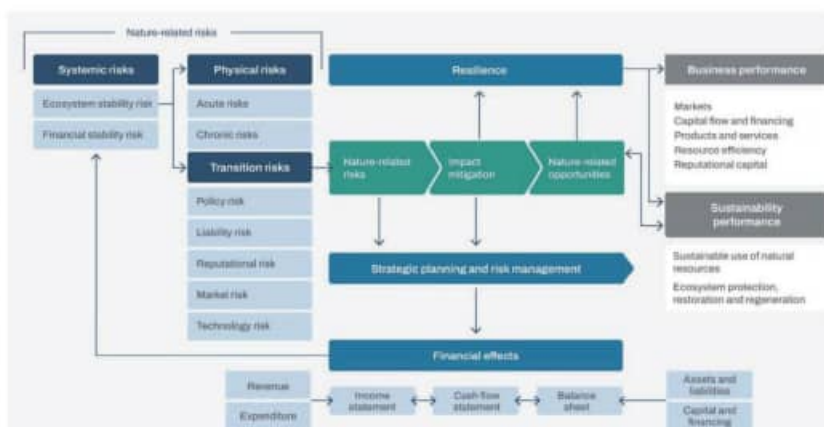 Nature-related risks
Systemic risks
Ecosystem stability risk
Financial stability risk
Physical risks
Acute risks
Chronic risks
Transition risks
Policy risk
Liability risk
Reputational risk
Market risk
Technology risk
Resilience
Nature-related
risks
Impact
mitigation
Nature-related
opportunities
Strategic planning and risk management
Financial effects
Revenue
Expenditure
Income
statement
Cash-flow
statement
Balance
sheet
Assets and
liabilities
Capital and
financing
Business performance
Markets
Capital flow and financing
Products and services
Resource efficiency
Reputational capital
Sustainability
performance
Sustainable use of natural
resources
Ecosystem protection,
restoration and regeneration